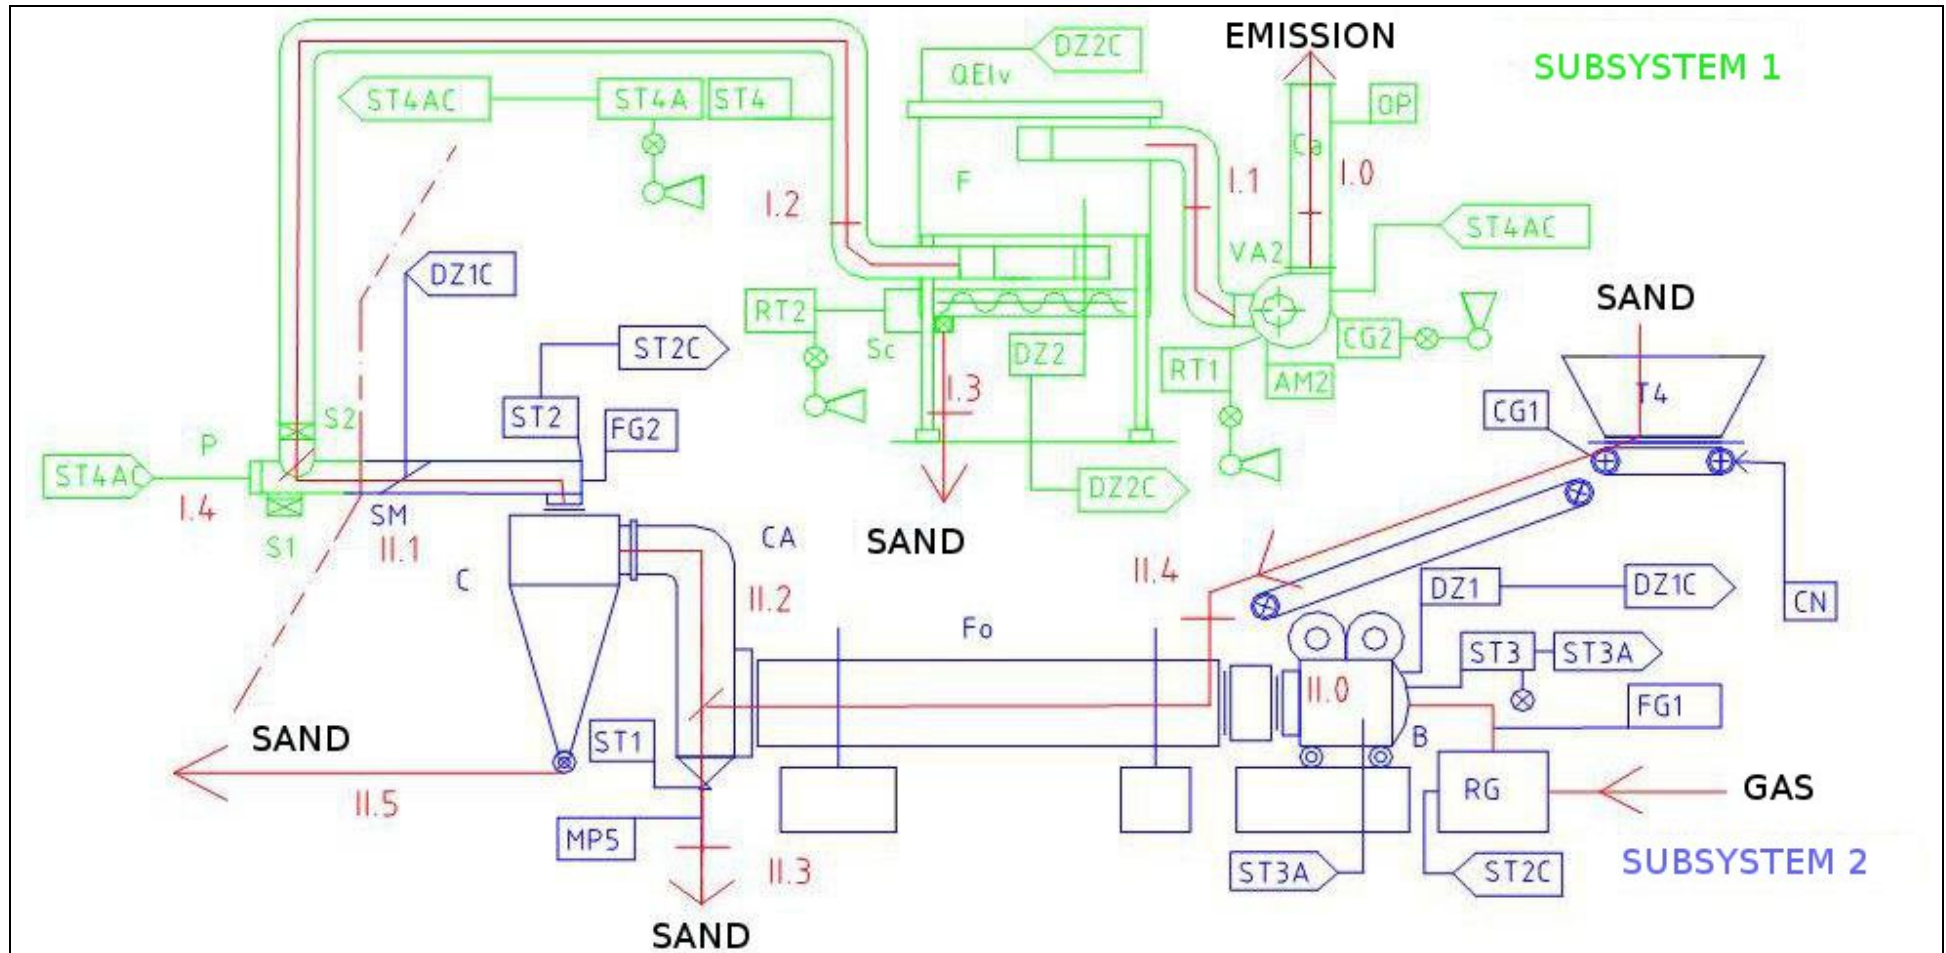 EMISSION
SUBSYSTEM 1
DZ2C
QElv
ST4AC
ST4A
ST4
OP
Ca
I.1
I.0
F
I.2
ST4AC
VA2
DZ1C
SAND
RT2
ST2C
Sc
DZ2
CG2
RT1
AM2
I.3
T4
CG1
S2
ST2
FG2
P
ST4AC
I.4
DZ2C
SM
II.1
S1
CA
SAND
C
II.4
II.2
DZ1
DZ1C
CN
Fo
ST3
ST3A
II.0
FG1
SAND
ST1
B
II.5
RG
GAS
MP5
II.3
ST3A
ST2C
SUBSYSTEM 2
SAND